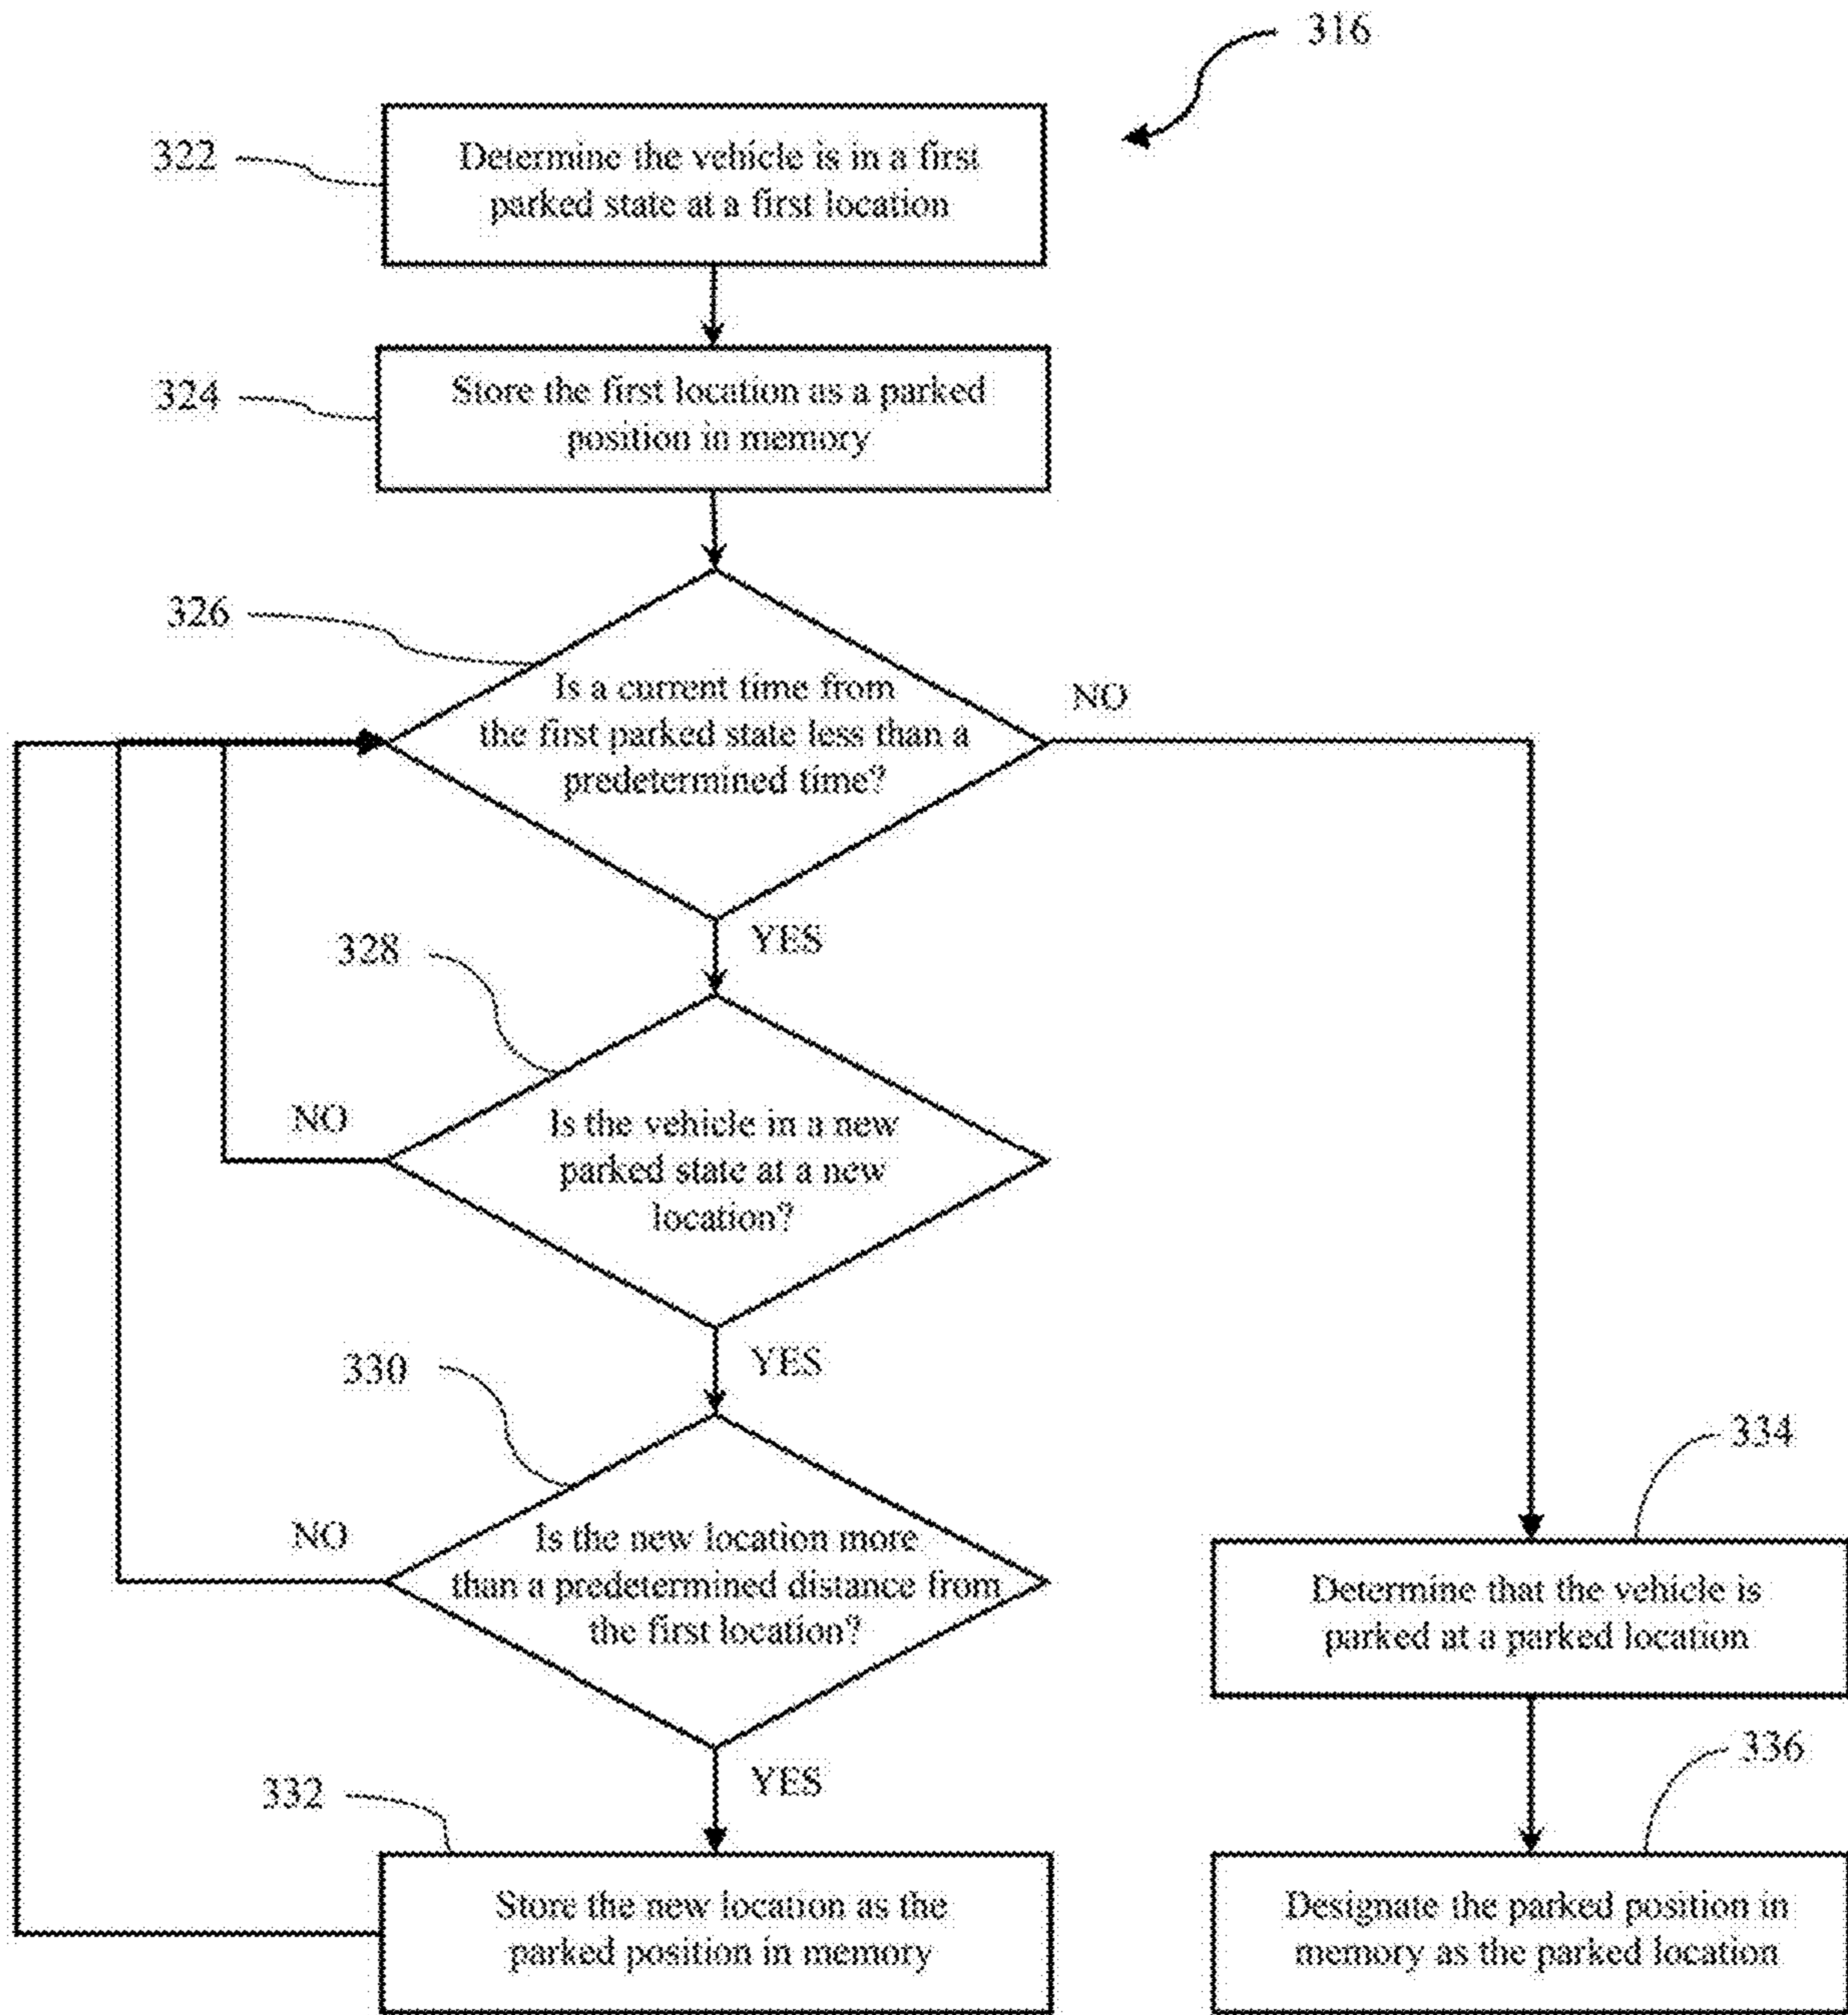 316
322
Determine the vehicle is in a first
parked state at a first location
324
Store the first location as a parked
position in memory
326
Is a current time from
the first parked state less than a
predetermined time?
NO
YES
328
NO
Is the vehicle in a new
parked state at a new
location?
YES
330
NO
Is the new location more
than a predetermined distance from
the first location?
YES
332
Store the new location as the
parked position in memory
334
Determine that the vehicle is
parked at a parked location
336
Designate the parked position in
memory as the parked location